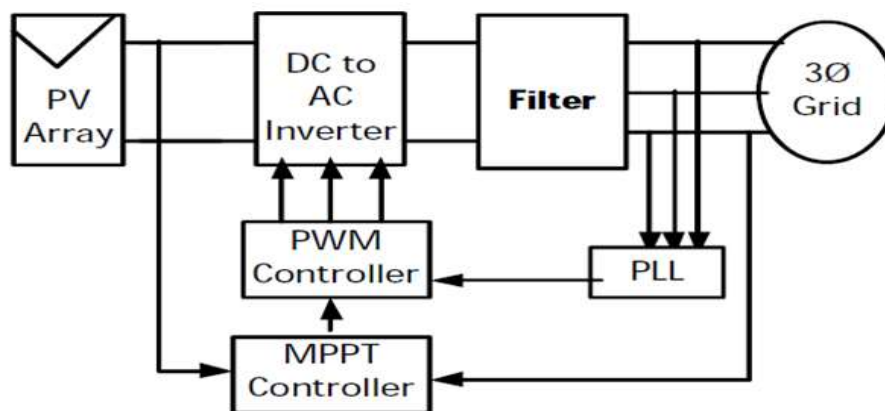 PV
Array
DC to
AC
Inverter
Filter
3Ø
Grid
PWM
Controller
PLL
MPPT
Controller